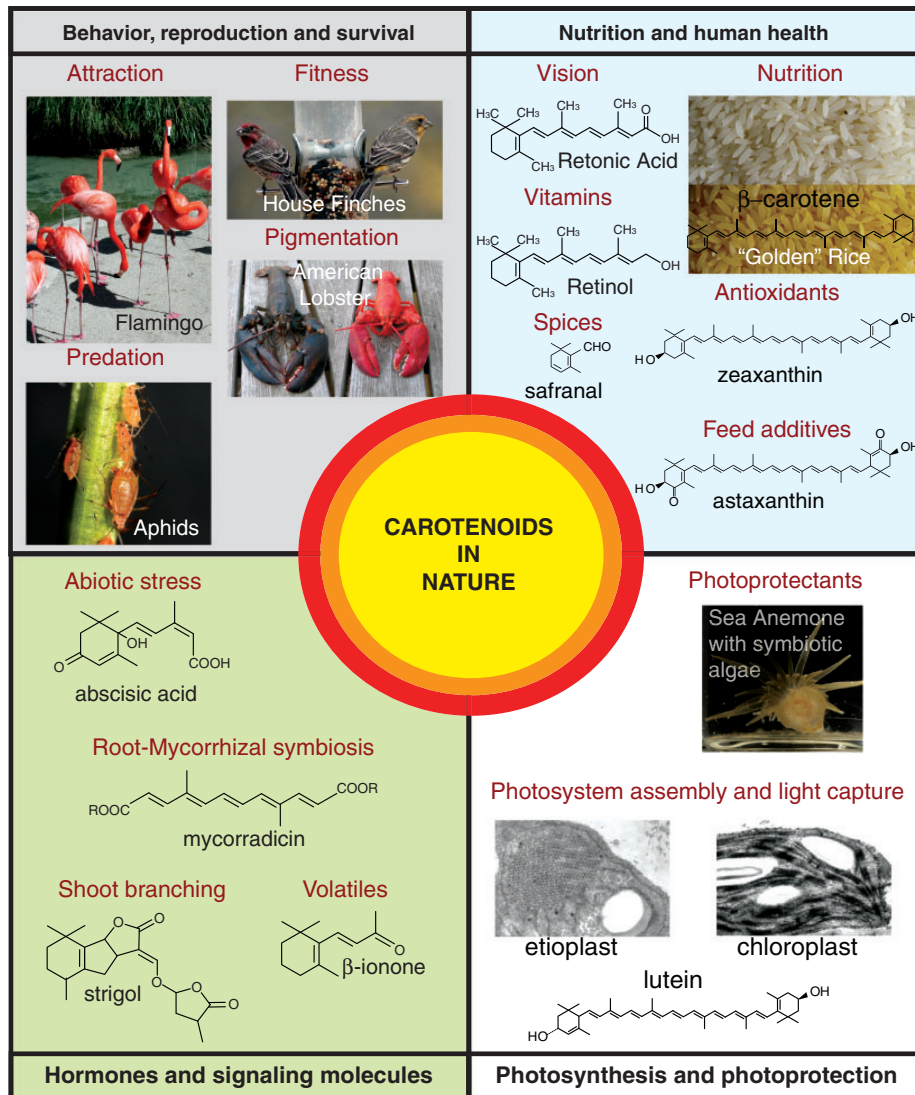 Behavior, reproduction and survival
Attraction
Fitness
House Finches
Pigmentation
American
Lobster
Flamingo
Predation
Aphids
Nutrition and human health
Vision
H₃C
CH₃
CH₃
CH₃
O
OH
CH₃
Retonic Acid
Vitamins
H₃C
CH₃
CH₃
CH₃
OH
CH₃
Retinol
Spices
CHO
safranal
Nutrition
β–carotene
"Golden" Rice
Antioxidants
OH
HO
zeaxanthin
Feed additives
O
OH
HO
O
astaxanthin
CAROTENOIDS
IN
NATURE
Abiotic stress
OH
O
COOH
abscisic acid
Root-Mycorrhizal symbiosis
COOR
ROOC
mycorradicin
Shoot branching
O
O
O
O
O
strigol
Volatiles
O
β-ionone
Hormones and signaling molecules
Photoprotectants
Sea Anemone
with symbiotic
algae
Photosystem assembly and light capture
etioplast
chloroplast
lutein
OH
HO
Photosynthesis and photoprotection